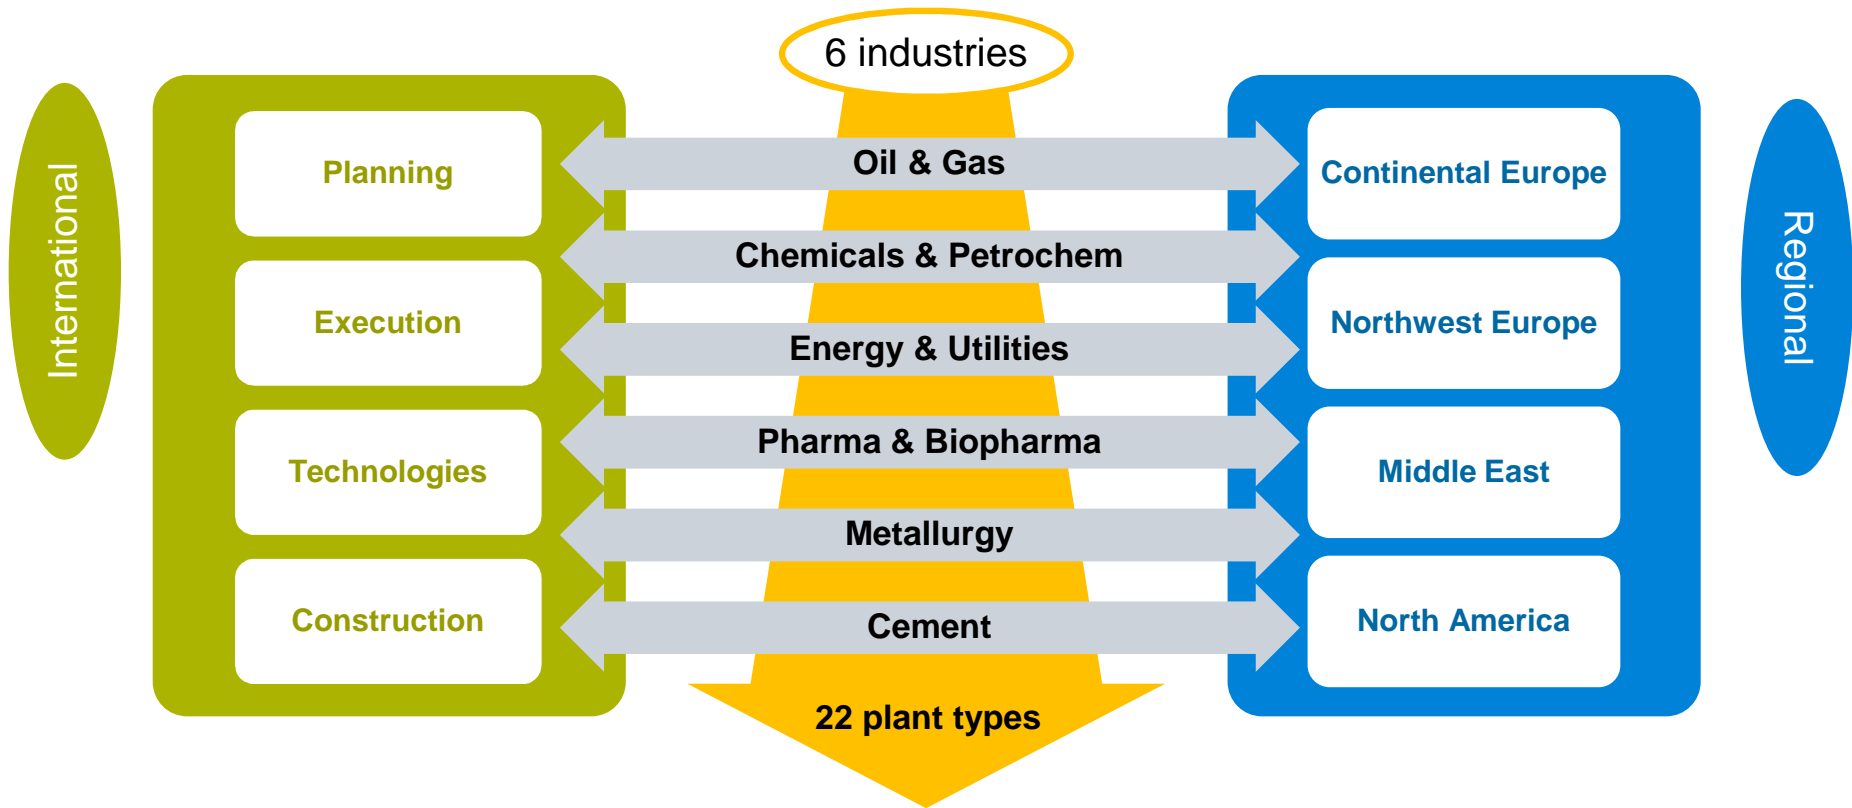 6 industries
International
Planning
Execution
Technologies
Construction
Oil & Gas
Chemicals & Petrochem
Energy & Utilities
Pharma & Biopharma
Metallurgy
Cement
22 plant types
Continental Europe
Northwest Europe
Middle East
North America
Regional